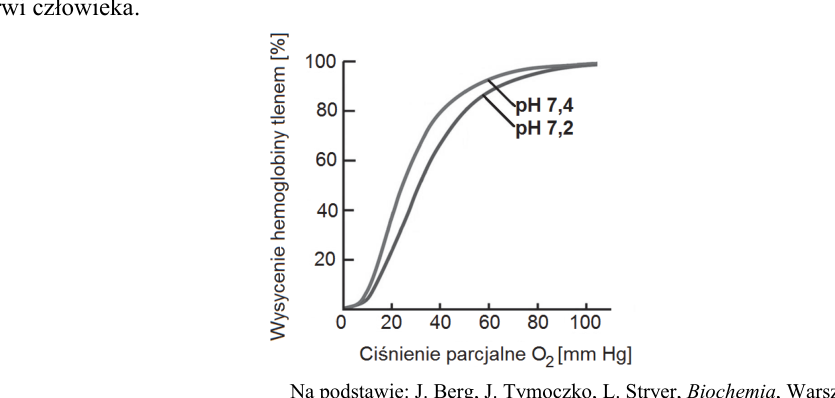 rwi człowieka.
Wysycenie hemoglobiny tlenem [%]
100
80
60
40
20
pH 7,4
pH 7,2
0 20 40 60 80 100
Ciśnienie parcjalne O2 [mm Hg]
Na podstawie: J. Berg, J. Tymoczko, L. Stryer, Biochemia, Warsz